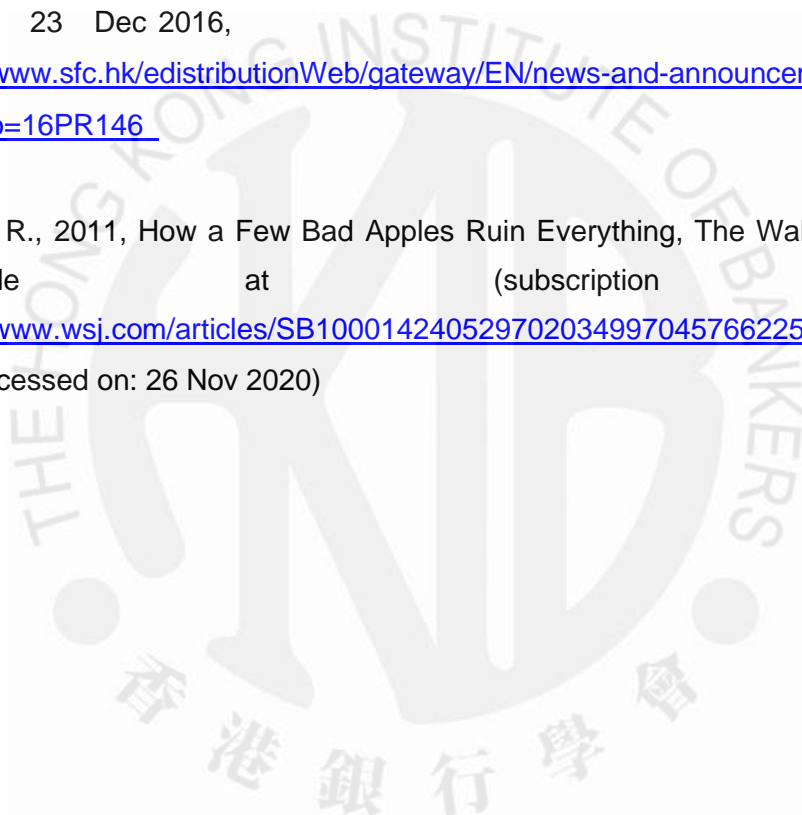 23 Dec 2016,
www.sfc.hk/edistributionWeb/gateway/EN/news-and-announcer
o=16PR146
R., 2011, How a Few Bad Apples Ruin Everything, The Wal
le at (subscription
www.wsj.com/articles/SB10001424052970203499704576622
cessed on: 26 Nov 2020)
THE HONG KONG INSTITUTE OF BANKERS
香港銀行學會